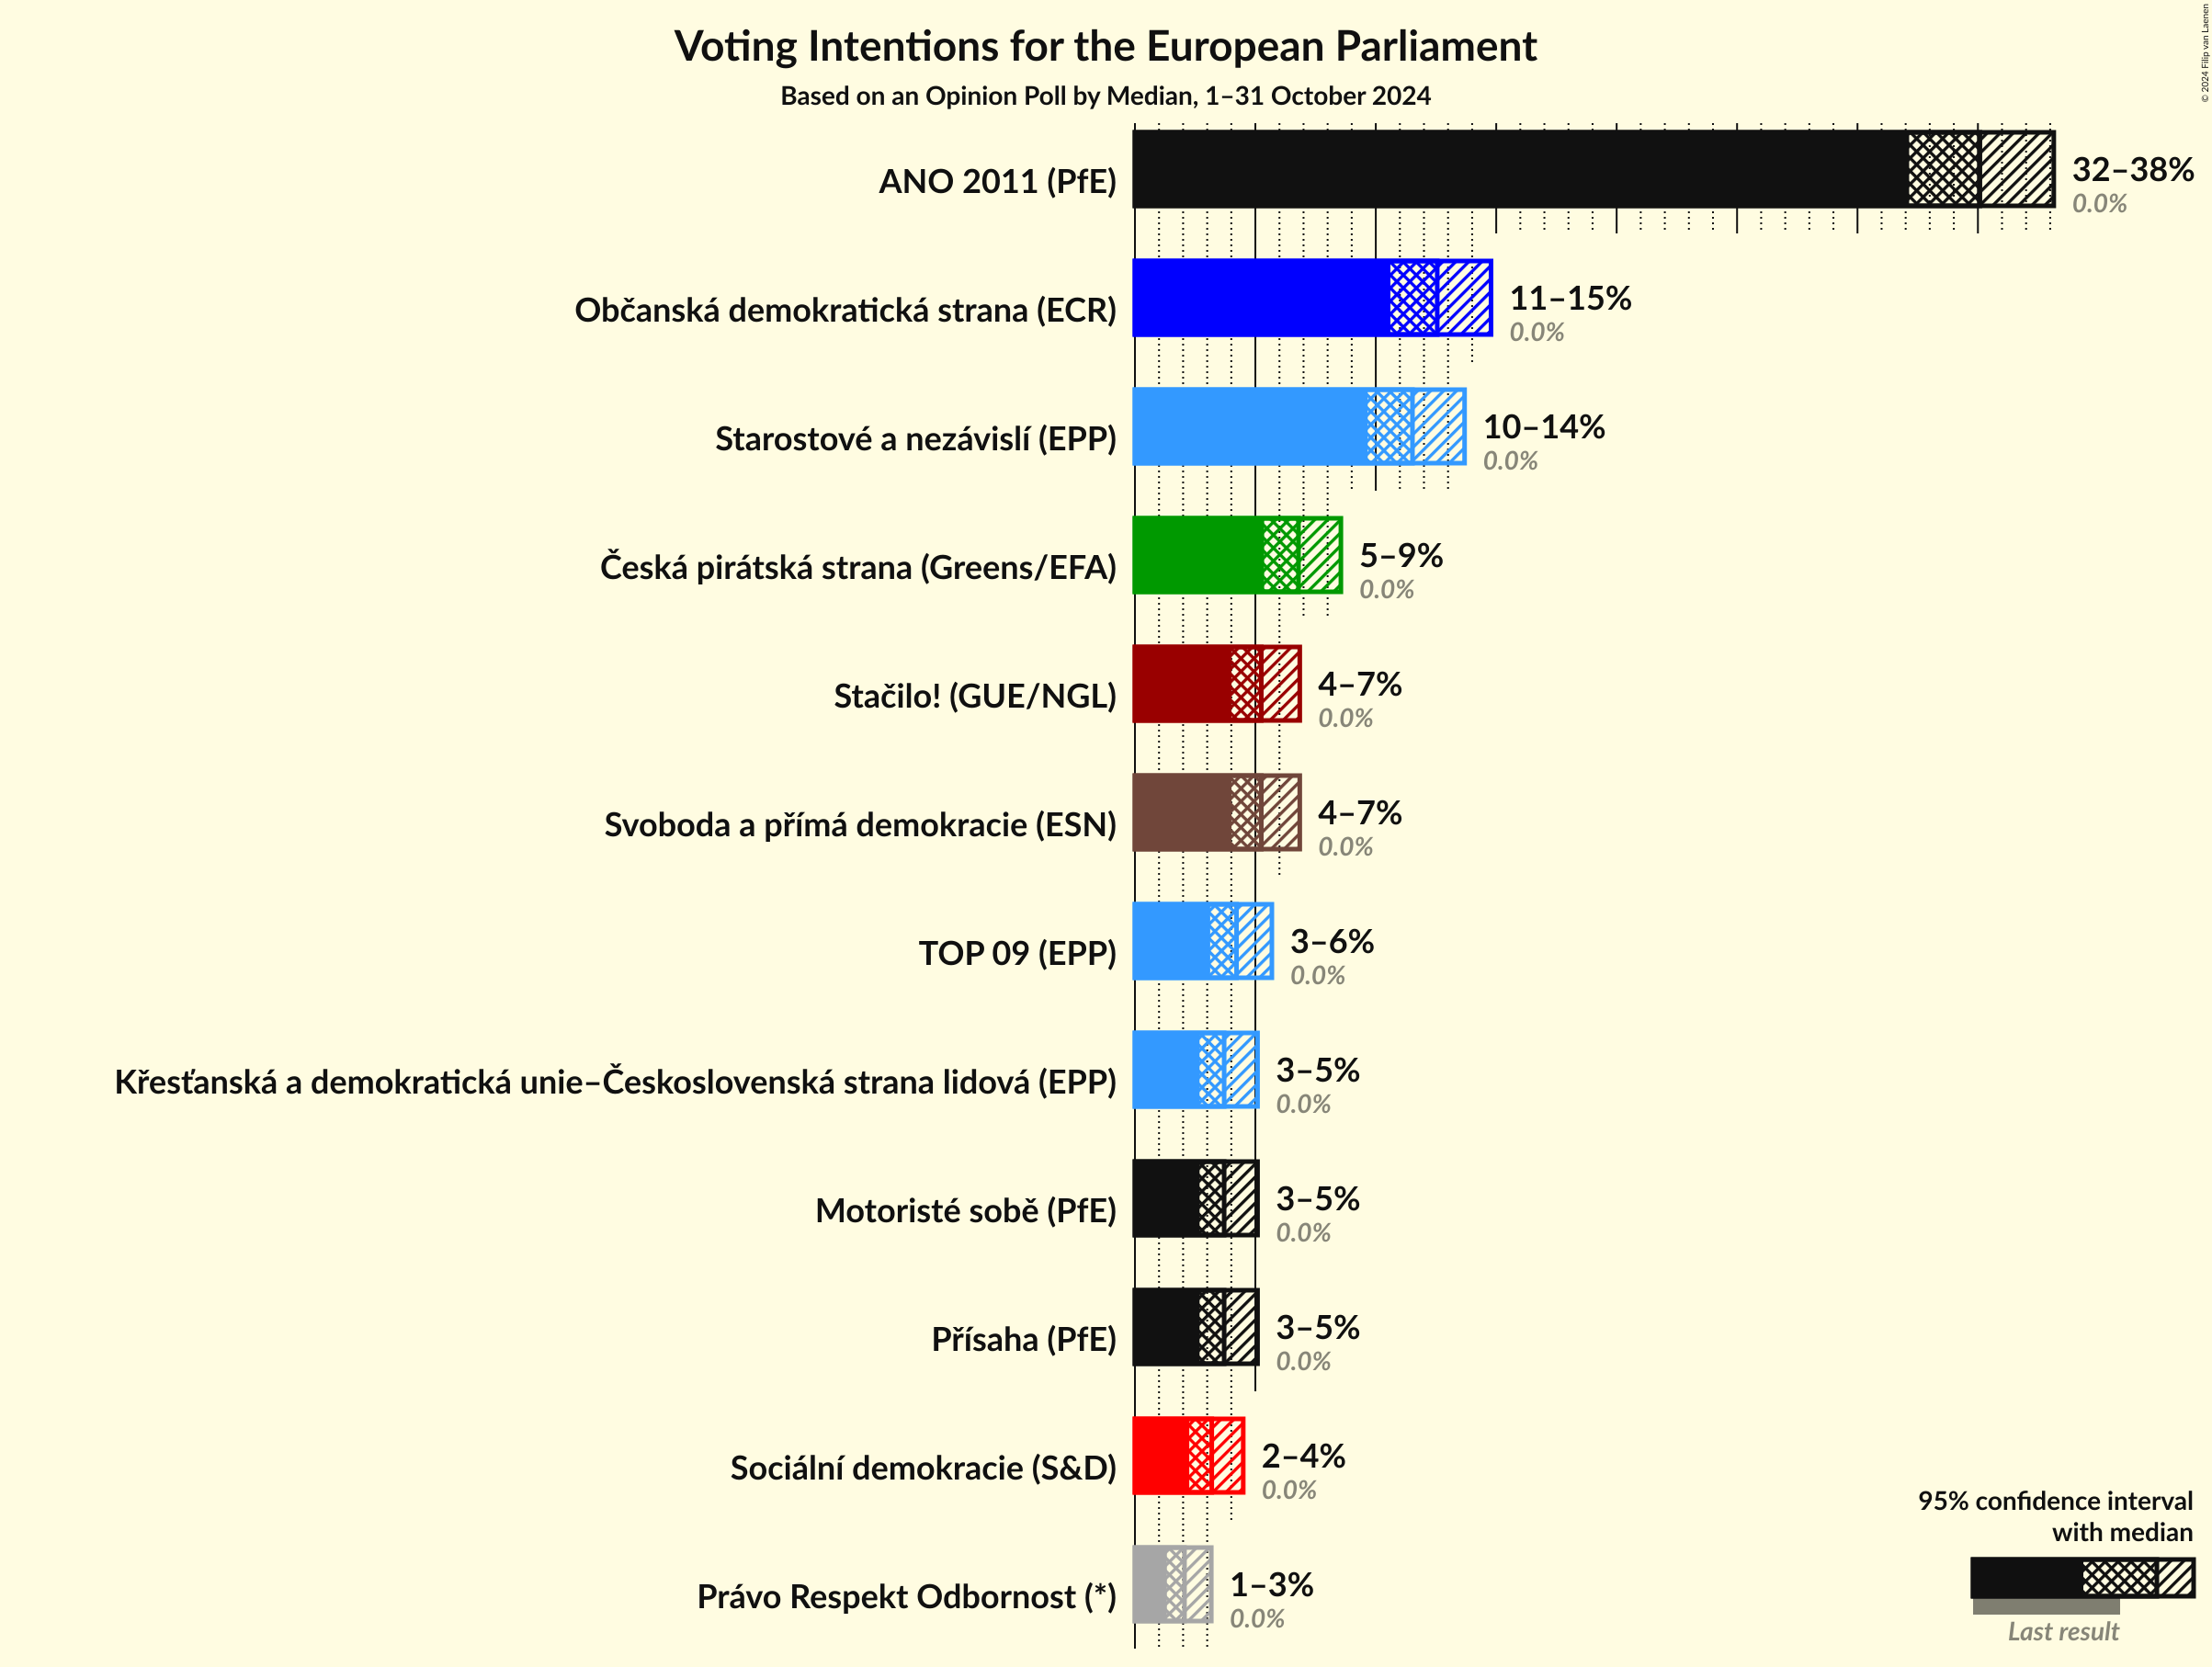 Voting Intentions for the European Parliament
Based on an Opinion Poll by Median, 1–31 October 2024
© 2024 Filip van Laenen
ANO 2011 (PfE)
32–38%
0.0%
Občanská demokratická strana (ECR)
11–15%
0.0%
Starostové a nezávislí (EPP)
10–14%
0.0%
Česká pirátská strana (Greens/EFA)
5–9%
0.0%
Stačilo! (GUE/NGL)
4–7%
0.0%
Svoboda a přímá demokracie (ESN)
4–7%
0.0%
TOP 09 (EPP)
3–6%
0.0%
Křesťanská a demokratická unie–Československá strana lidová (EPP)
3–5%
0.0%
Motoristé sobě (PfE)
3–5%
0.0%
Přísaha (PfE)
3–5%
0.0%
Sociální demokracie (S&D)
2–4%
0.0%
Právo Respekt Odbornost (*)
1–3%
0.0%
95% confidence interval
with median
Last result